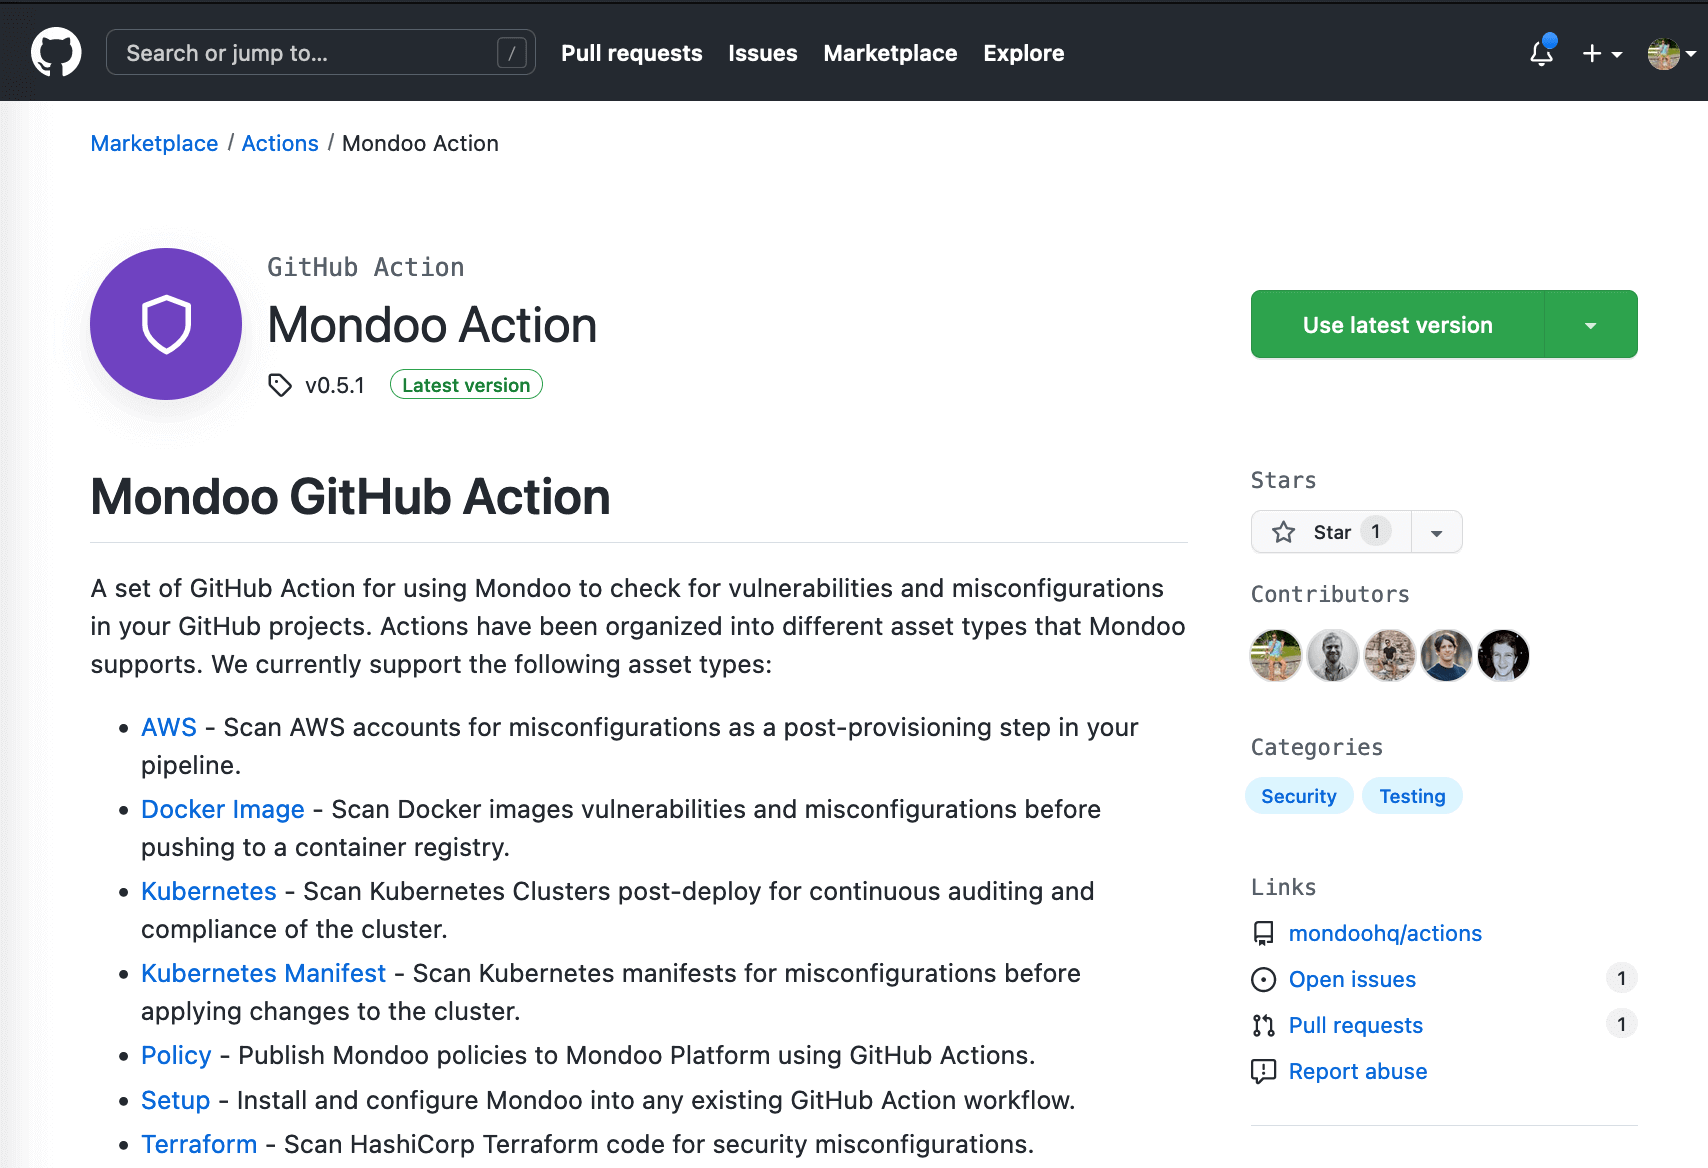 Search or jump to... /
Pull requests Issues Marketplace Explore
Marketplace / Actions / Mondoo Action
GitHub Action
Mondoo Action
v0.5.1 Latest version
Use latest version
Mondoo GitHub Action
A set of GitHub Action for using Mondoo to check for vulnerabilities and misconfigurations
in your GitHub projects. Actions have been organized into different asset types that Mondoo
supports. We currently support the following asset types:
• AWS - Scan AWS accounts for misconfigurations as a post-provisioning step in your
pipeline.
• Docker Image - Scan Docker images vulnerabilities and misconfigurations before
pushing to a container registry.
• Kubernetes - Scan Kubernetes Clusters post-deploy for continuous auditing and
compliance of the cluster.
• Kubernetes Manifest - Scan Kubernetes manifests for misconfigurations before
applying changes to the cluster.
• Policy - Publish Mondoo policies to Mondoo Platform using GitHub Actions.
• Setup - Install and configure Mondoo into any existing GitHub Action workflow.
• Terraform - Scan HashiCorp Terraform code for security misconfigurations.
Stars
Star 1
Contributors
Categories
Security Testing
Links
mondoohq/actions
Open issues 1
Pull requests 1
Report abuse